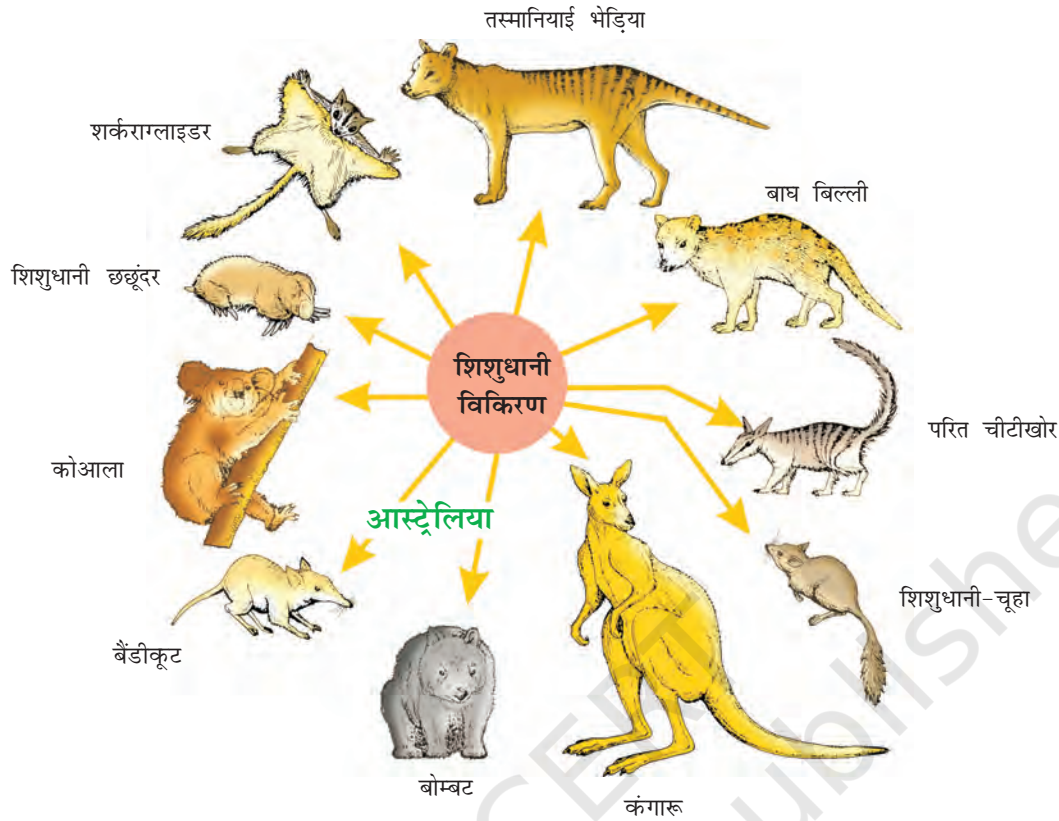 तस्मानियाई भेड़िया
शर्कराग्लाइडर
बाघ बिल्ली
शिशुधानी छछूंदर
शिशुधानी
विकिरण
परित चीटीखोर
कोआला
आस्ट्रेलिया
शिशुधानी-चूहा
बैंडीकूट
बोम्बट
कंगारू